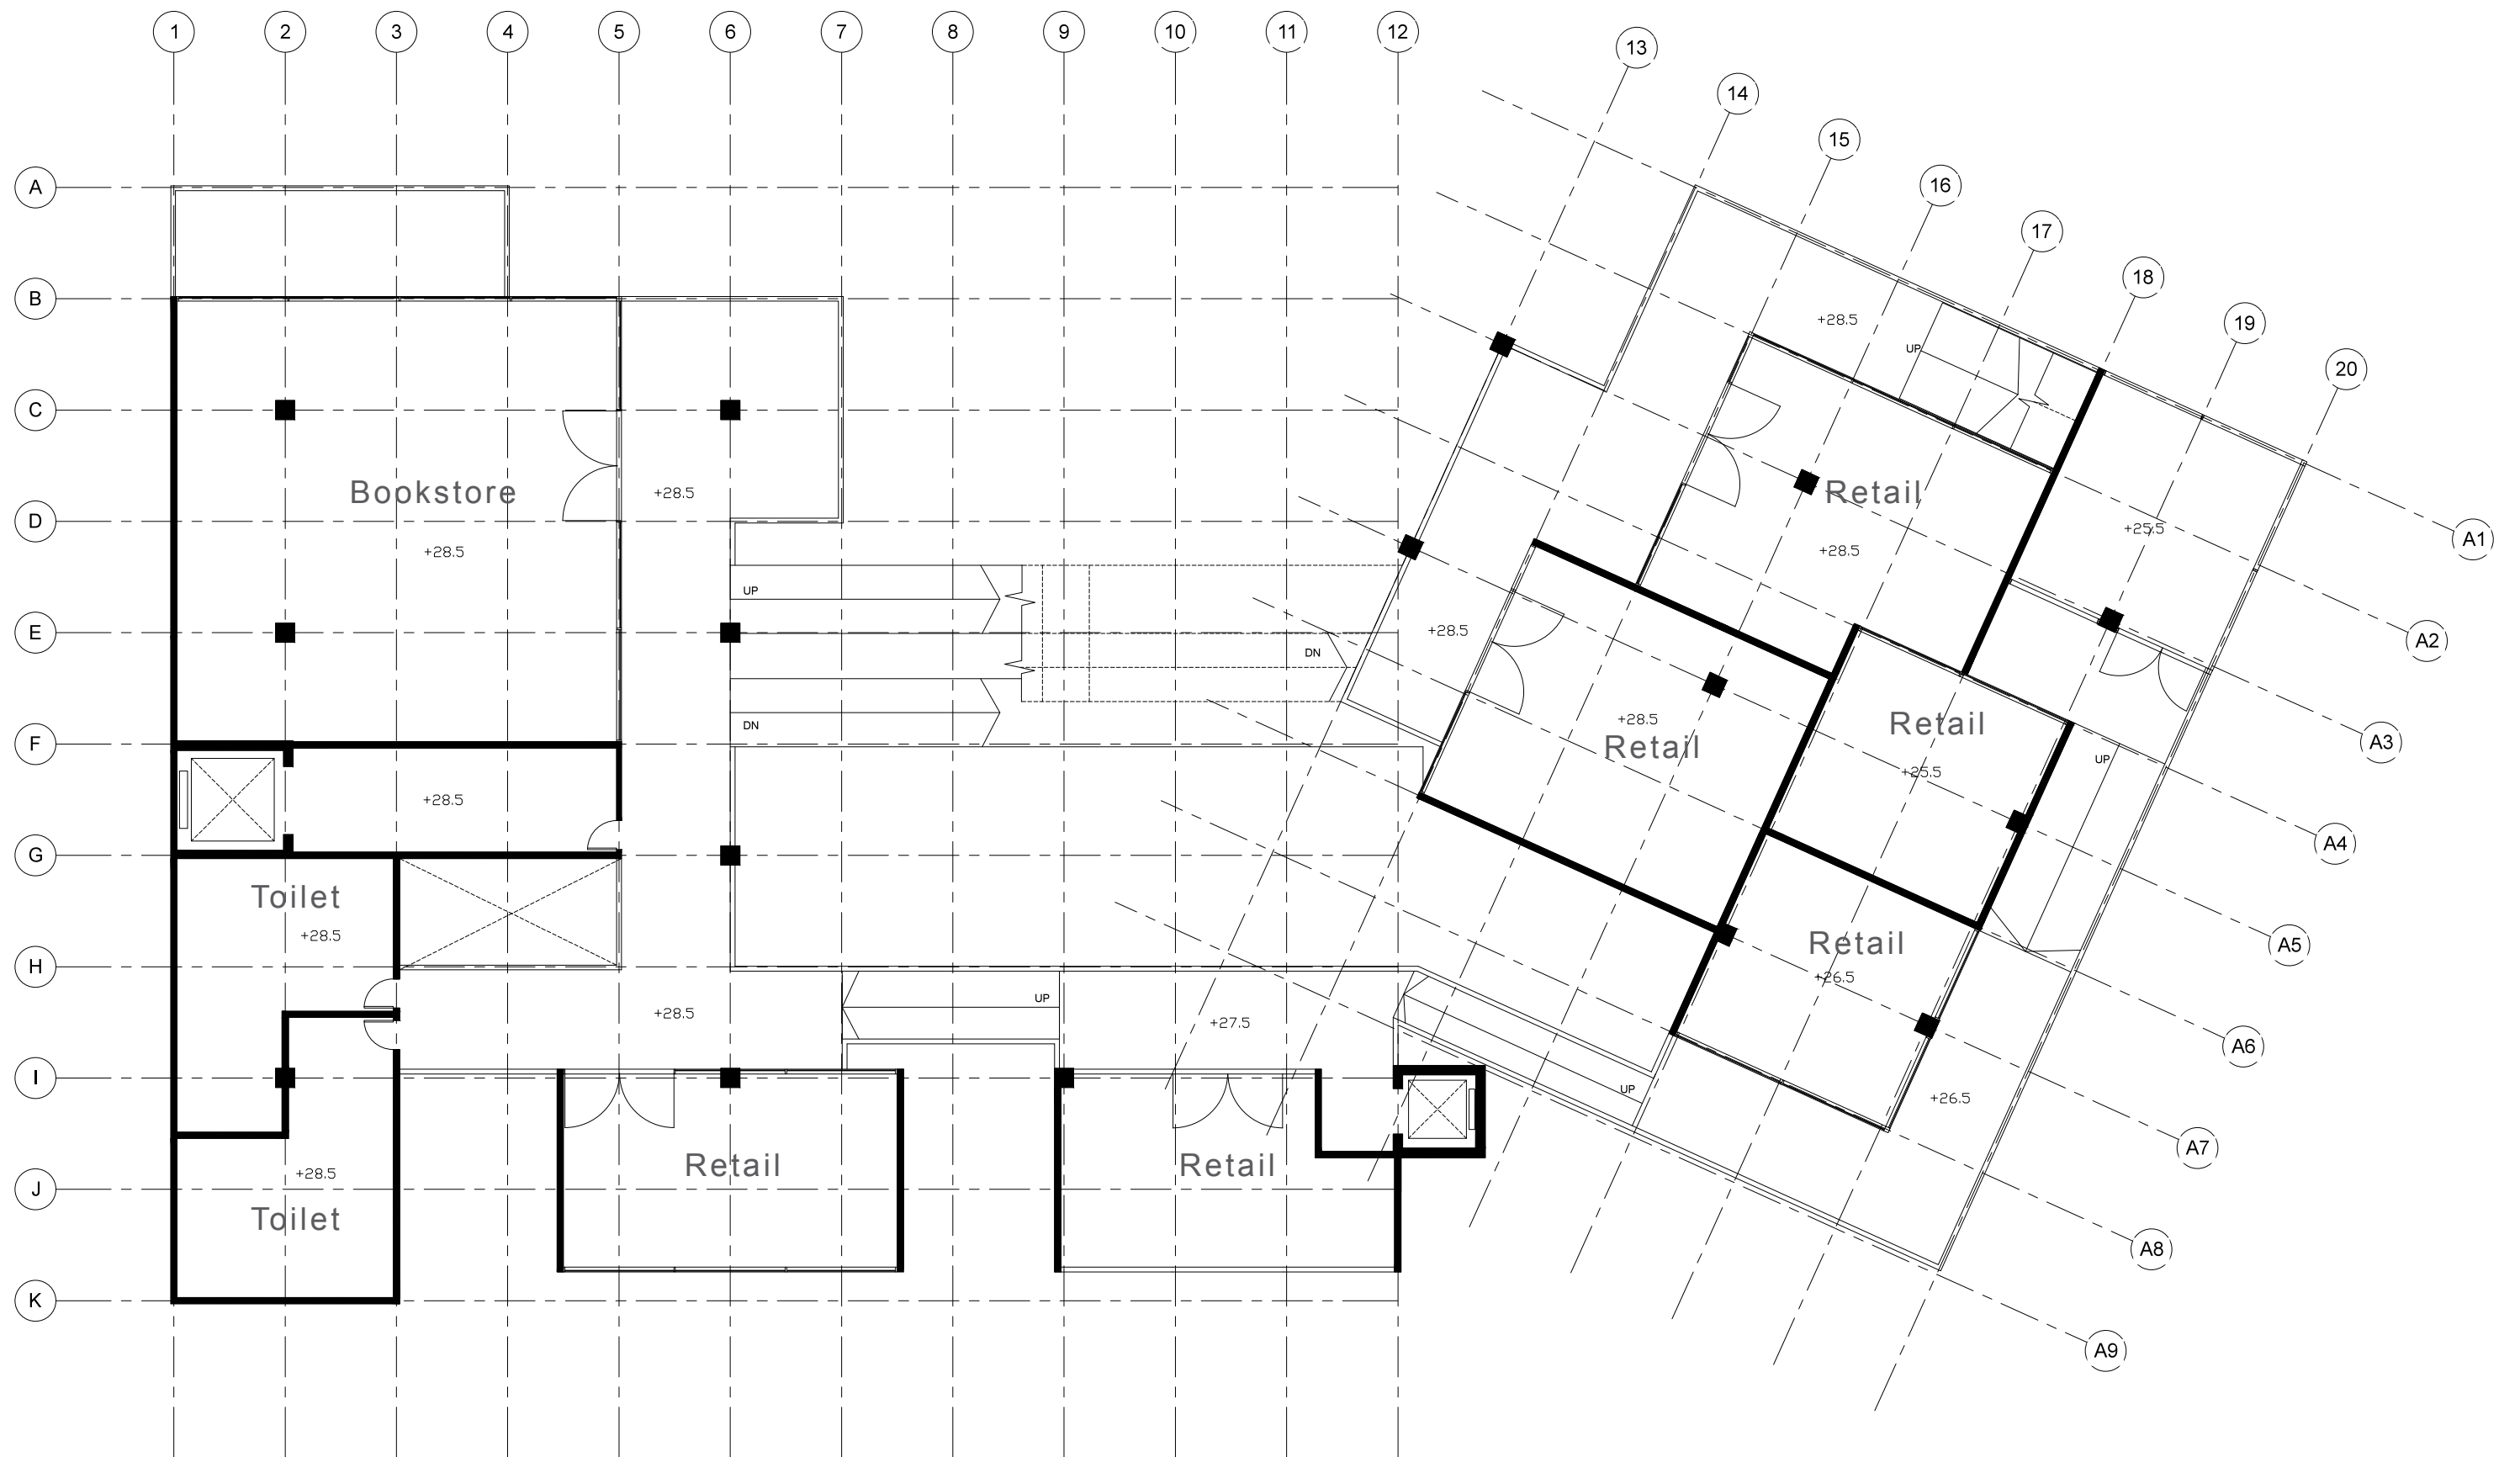 1 2 3 4 5 6 7 8 9 10 11 12
13
14
15
16
17
18
19
20
A
B
C
D
E
F
G
H
I
J
K
A1
A2
A3
A4
A5
A6
A7
A8
A9
Bookstore
+28.5
+28.5
+28.5
Toilet
+28.5
+28.5
Toilet
+28.5
UP
DN
DN
UP
+27.5
Retail
Retail
UP
+28.5
UP
Retail
+28.5
+28.5
+28.5
Retail
+25.5
Retail
+25.5
UP
Retail
+26.5
+26.5